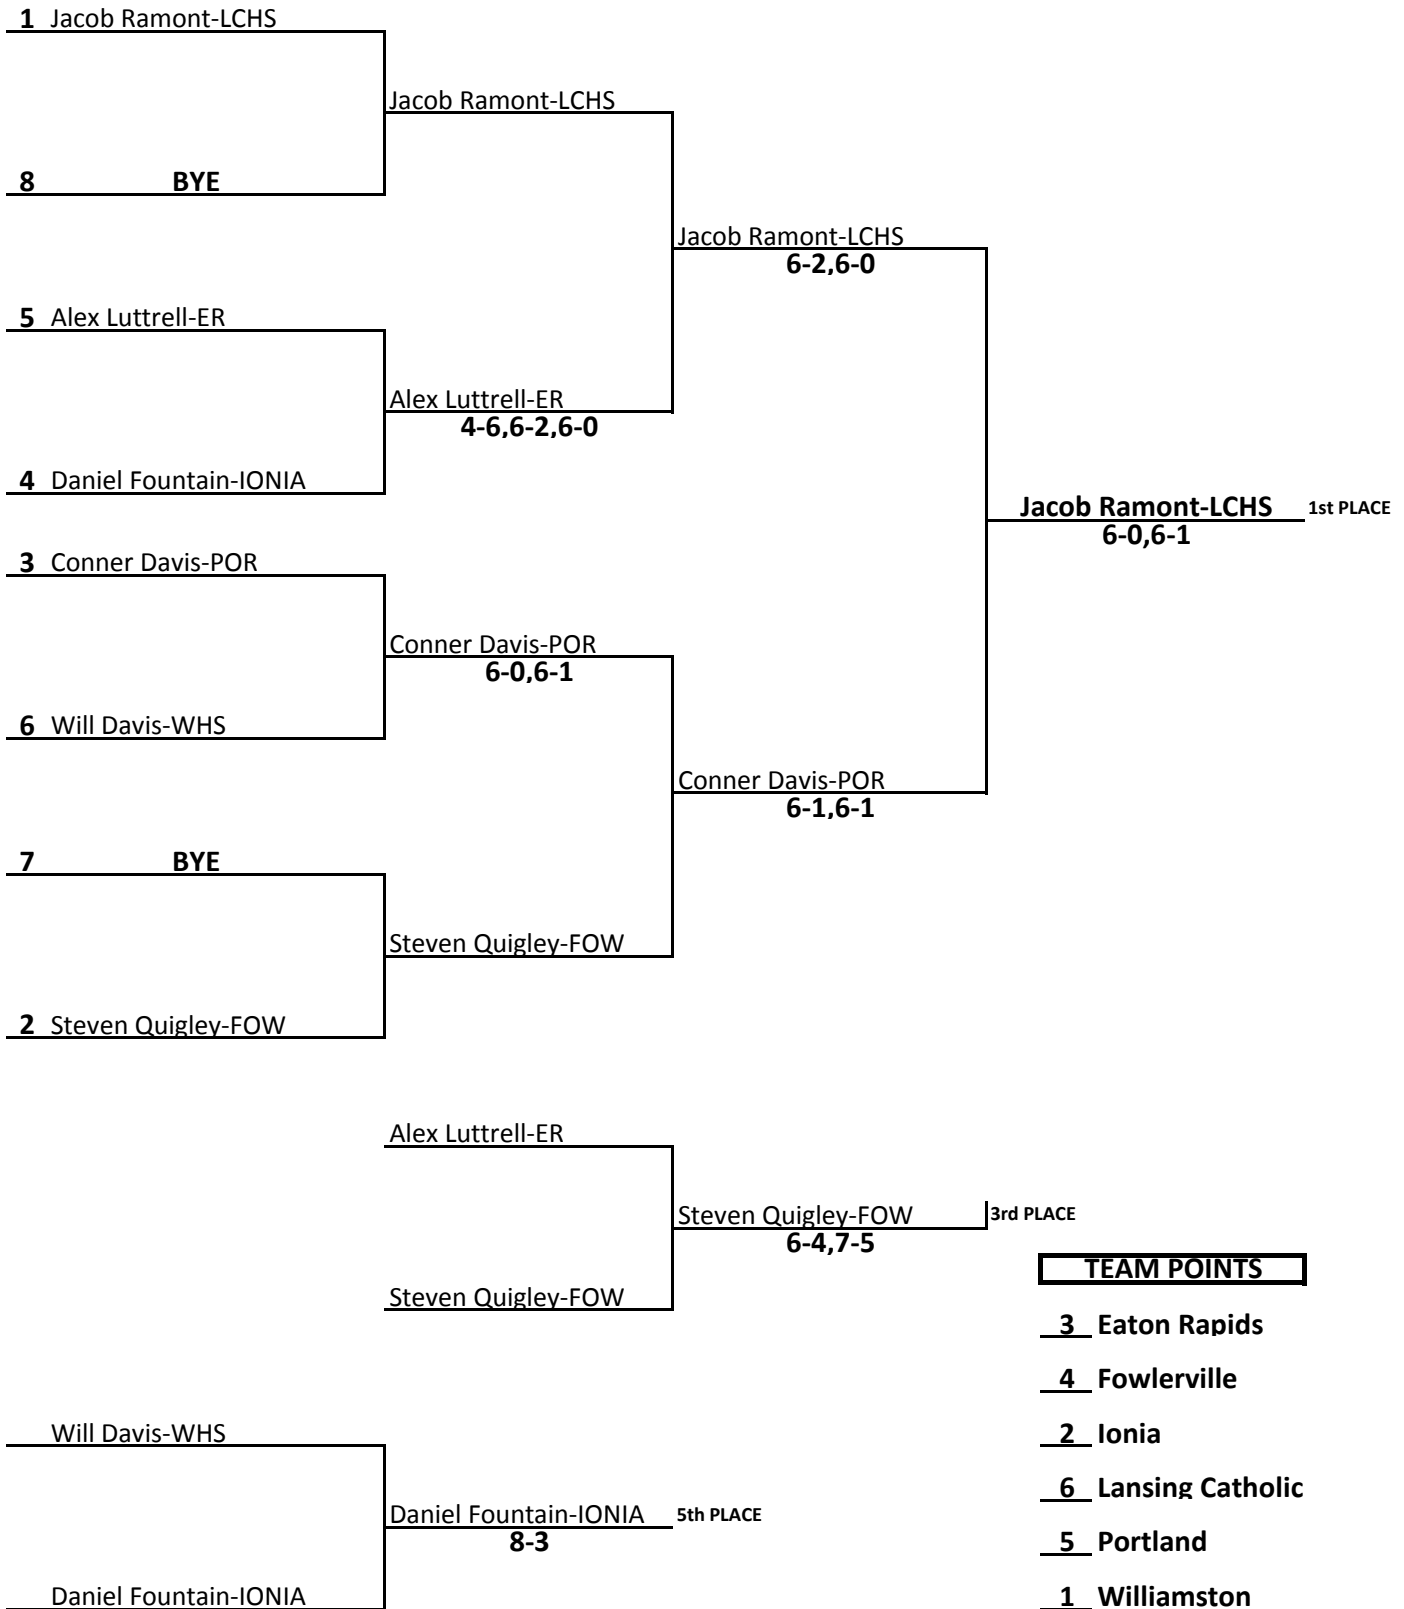 1 Jacob Ramont-LCHS
Jacob Ramont-LCHS
8 BYE
Jacob Ramont-LCHS
6-2,6-0
5 Alex Luttrell-ER
Alex Luttrell-ER
4-6,6-2,6-0
4 Daniel Fountain-IONIA
Jacob Ramont-LCHS 1st PLACE
6-0,6-1
3 Conner Davis-POR
Conner Davis-POR
6-0,6-1
6 Will Davis-WHS
Conner Davis-POR
6-1,6-1
7 BYE
Steven Quigley-FOW
2 Steven Quigley-FOW
Alex Luttrell-ER
Steven Quigley-FOW 3rd PLACE
6-4,7-5
Steven Quigley-FOW
TEAM POINTS
3 Eaton Rapids
4 Fowlerville
2 Ionia
6 Lansing Catholic
5 Portland
1 Williamston
Will Davis-WHS
Daniel Fountain-IONIA 5th PLACE
8-3
Daniel Fountain-IONIA